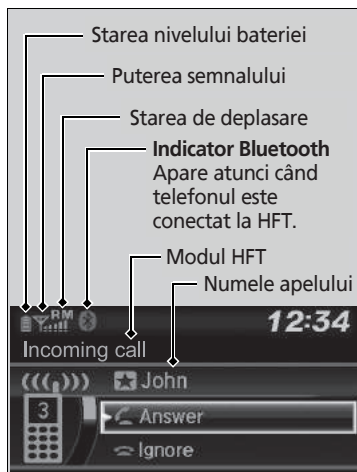 Starea nivelului bateriei
Puterea semnalului
Starea de deplasare
Indicator Bluetooth
Apare atunci când
telefonul este
conectat la HFT.
Modul HFT
Numele apelului
RM
12:34
Incoming call
John
3
Answer
Ignore